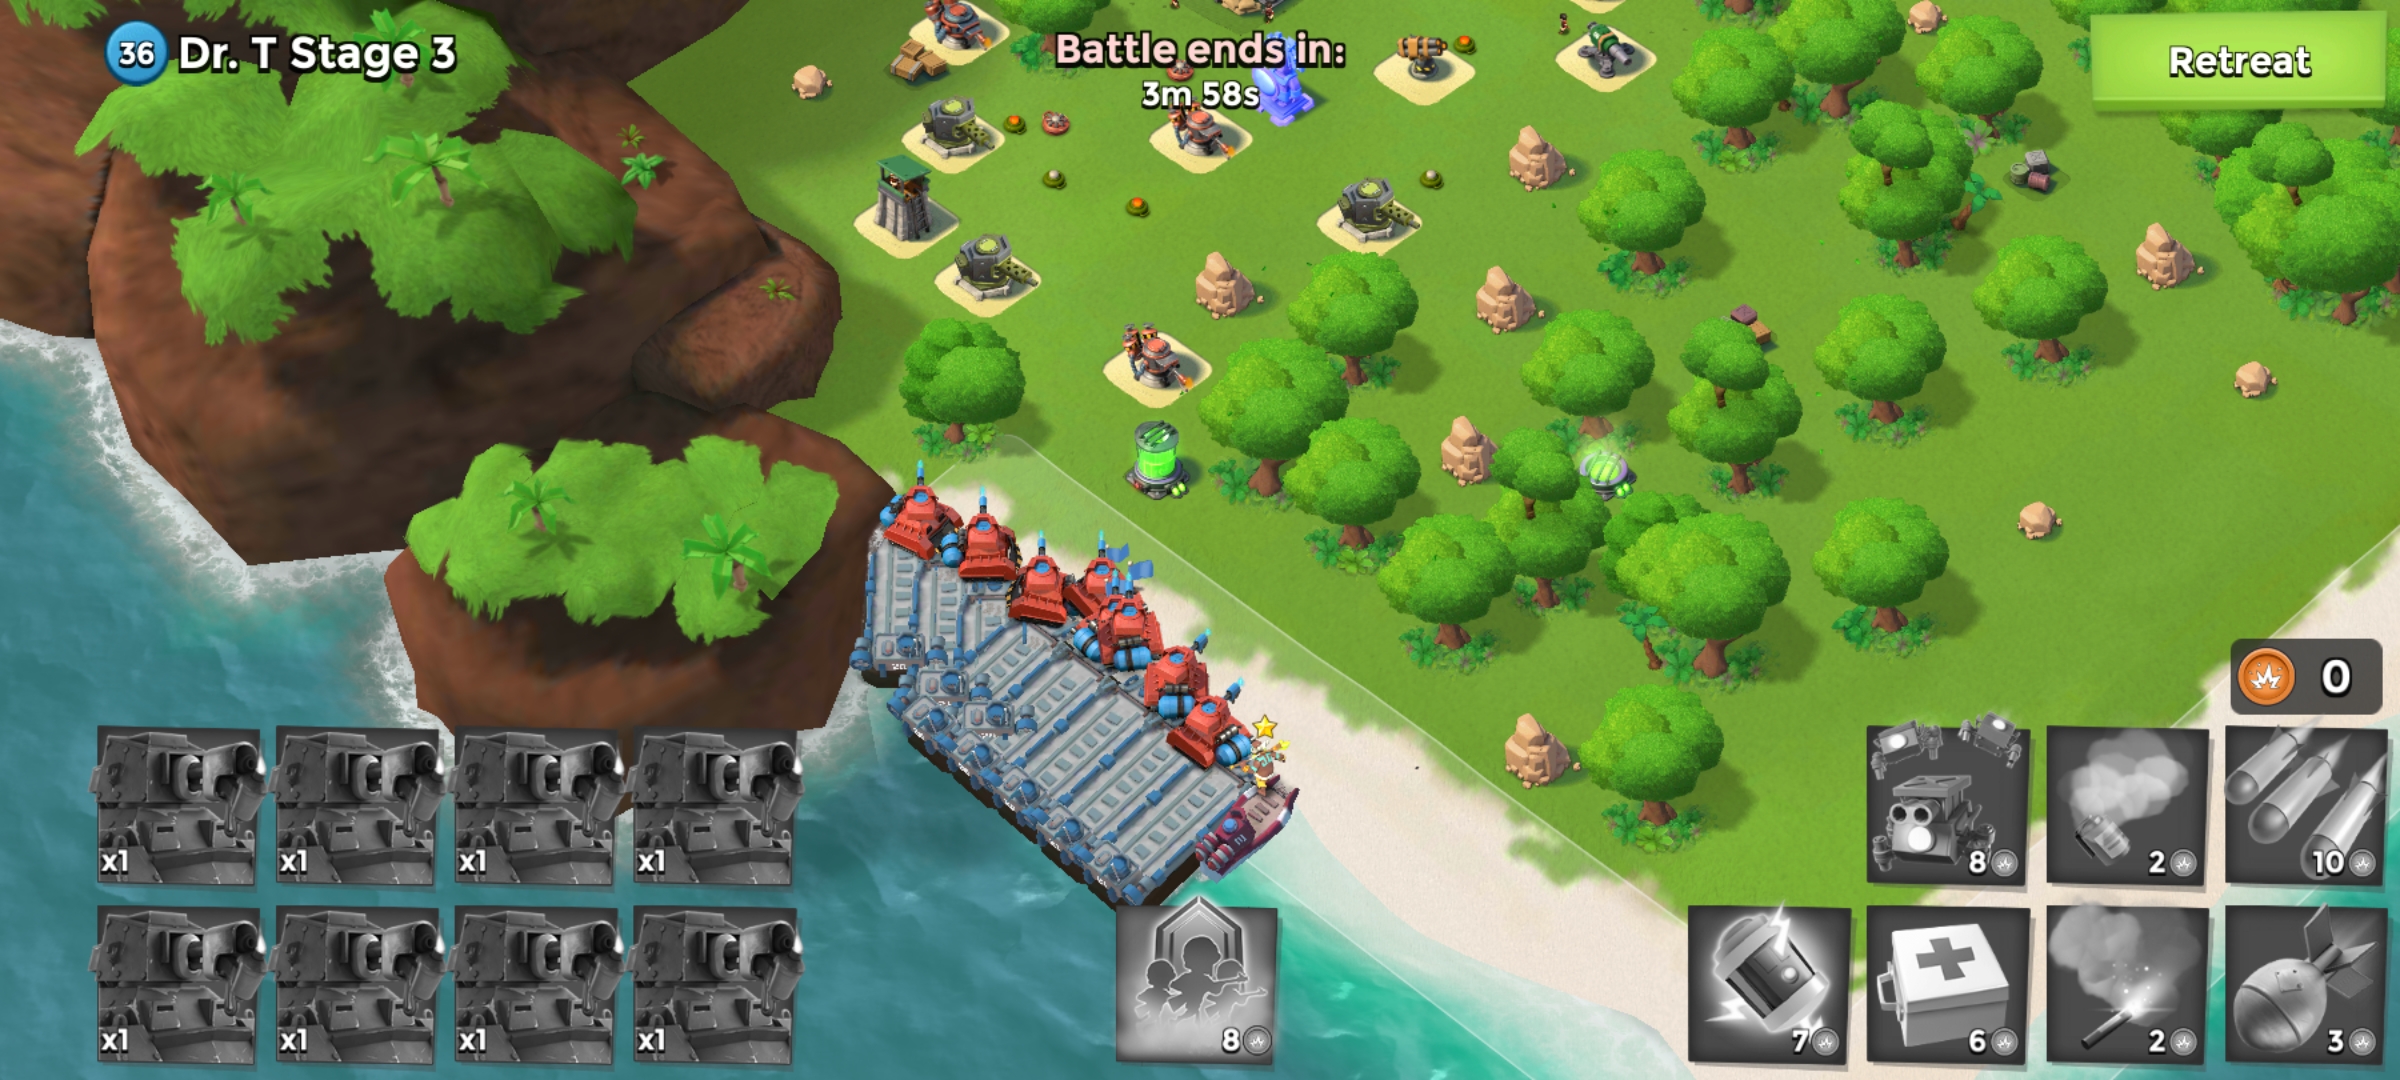 36 Dr. T Stage 3
Battle ends in:
3m 58s
Retreat
0
x1 x1 x1 x1
8 2 10
x1 x1 x1 x1
8
7 6 2 3